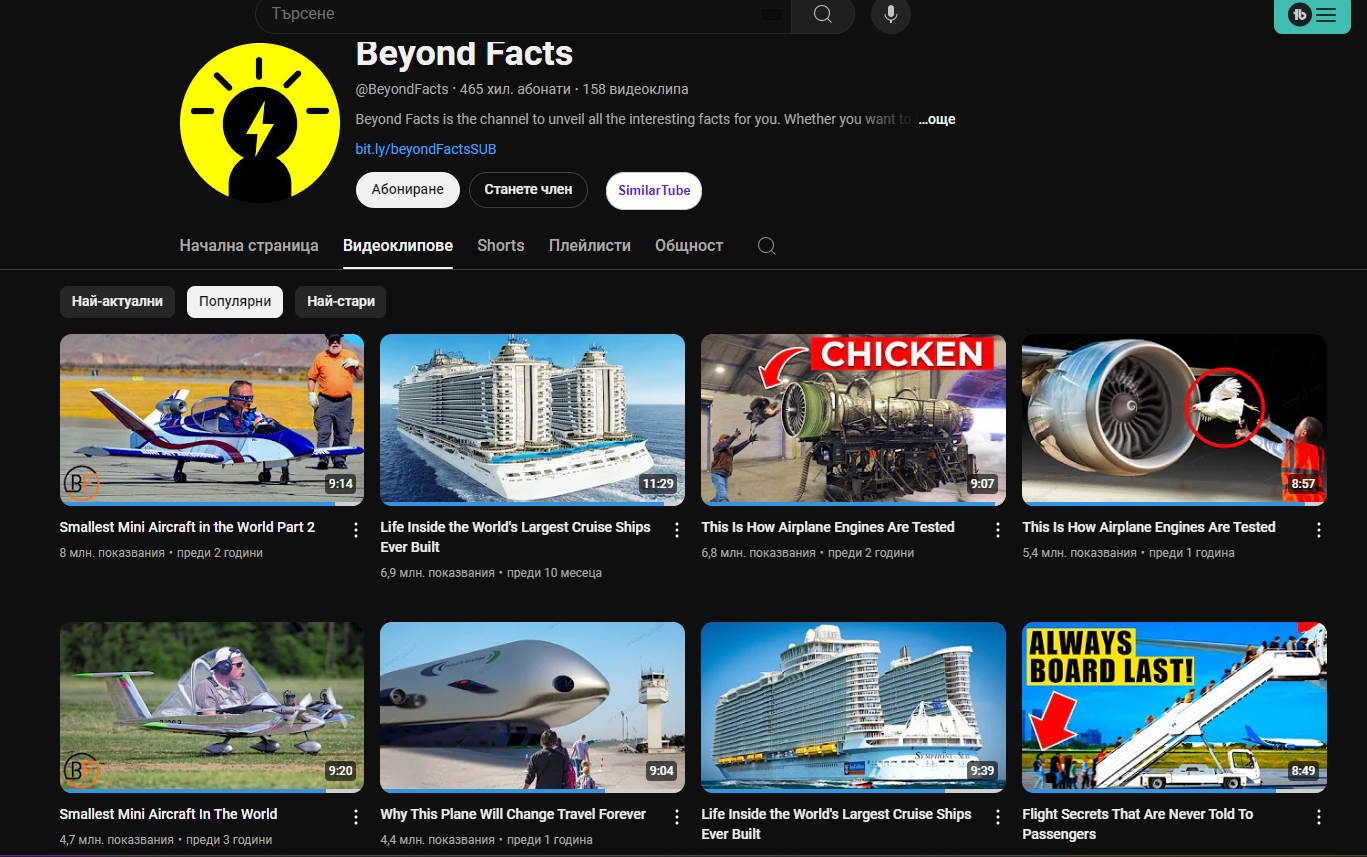 Търсене
Beyond Facts
@BeyondFacts · 465 хил. абонати · 158 видеоклипа
Beyond Facts is the channel to unveil all the interesting facts for you. Whether you want to ...още
bit.ly/beyondFactsSUB
Абониране
Станете член
SimilarTube
Начална страница
Видеоклипове
Shorts
Плейлисти
Общност
Най-актуални
Популярни
Най-стари
BF
9:14
11:29
CHICKEN
9:07
8:57
Smallest Mini Aircraft in the World Part 2
8 млн. показвания • преди 2 години
Life Inside the World's Largest Cruise Ships
Ever Built
6,9 млн. показвания • преди 10 месеца
This Is How Airplane Engines Are Tested
6,8 млн. показвания • преди 2 години
This Is How Airplane Engines Are Tested
5,4 млн. показвания • преди 1 година
BF
9:20
9:04
SYMPHONY
9:39
ALWAYS
BOARD LAST!
8:49
Smallest Mini Aircraft In The World
4,7 млн. показвания • преди 3 години
Why This Plane Will Change Travel Forever
4,4 млн. показвания • преди 1 година
Life Inside the World's Largest Cruise Ships
Ever Built
Flight Secrets That Are Never Told To
Passengers